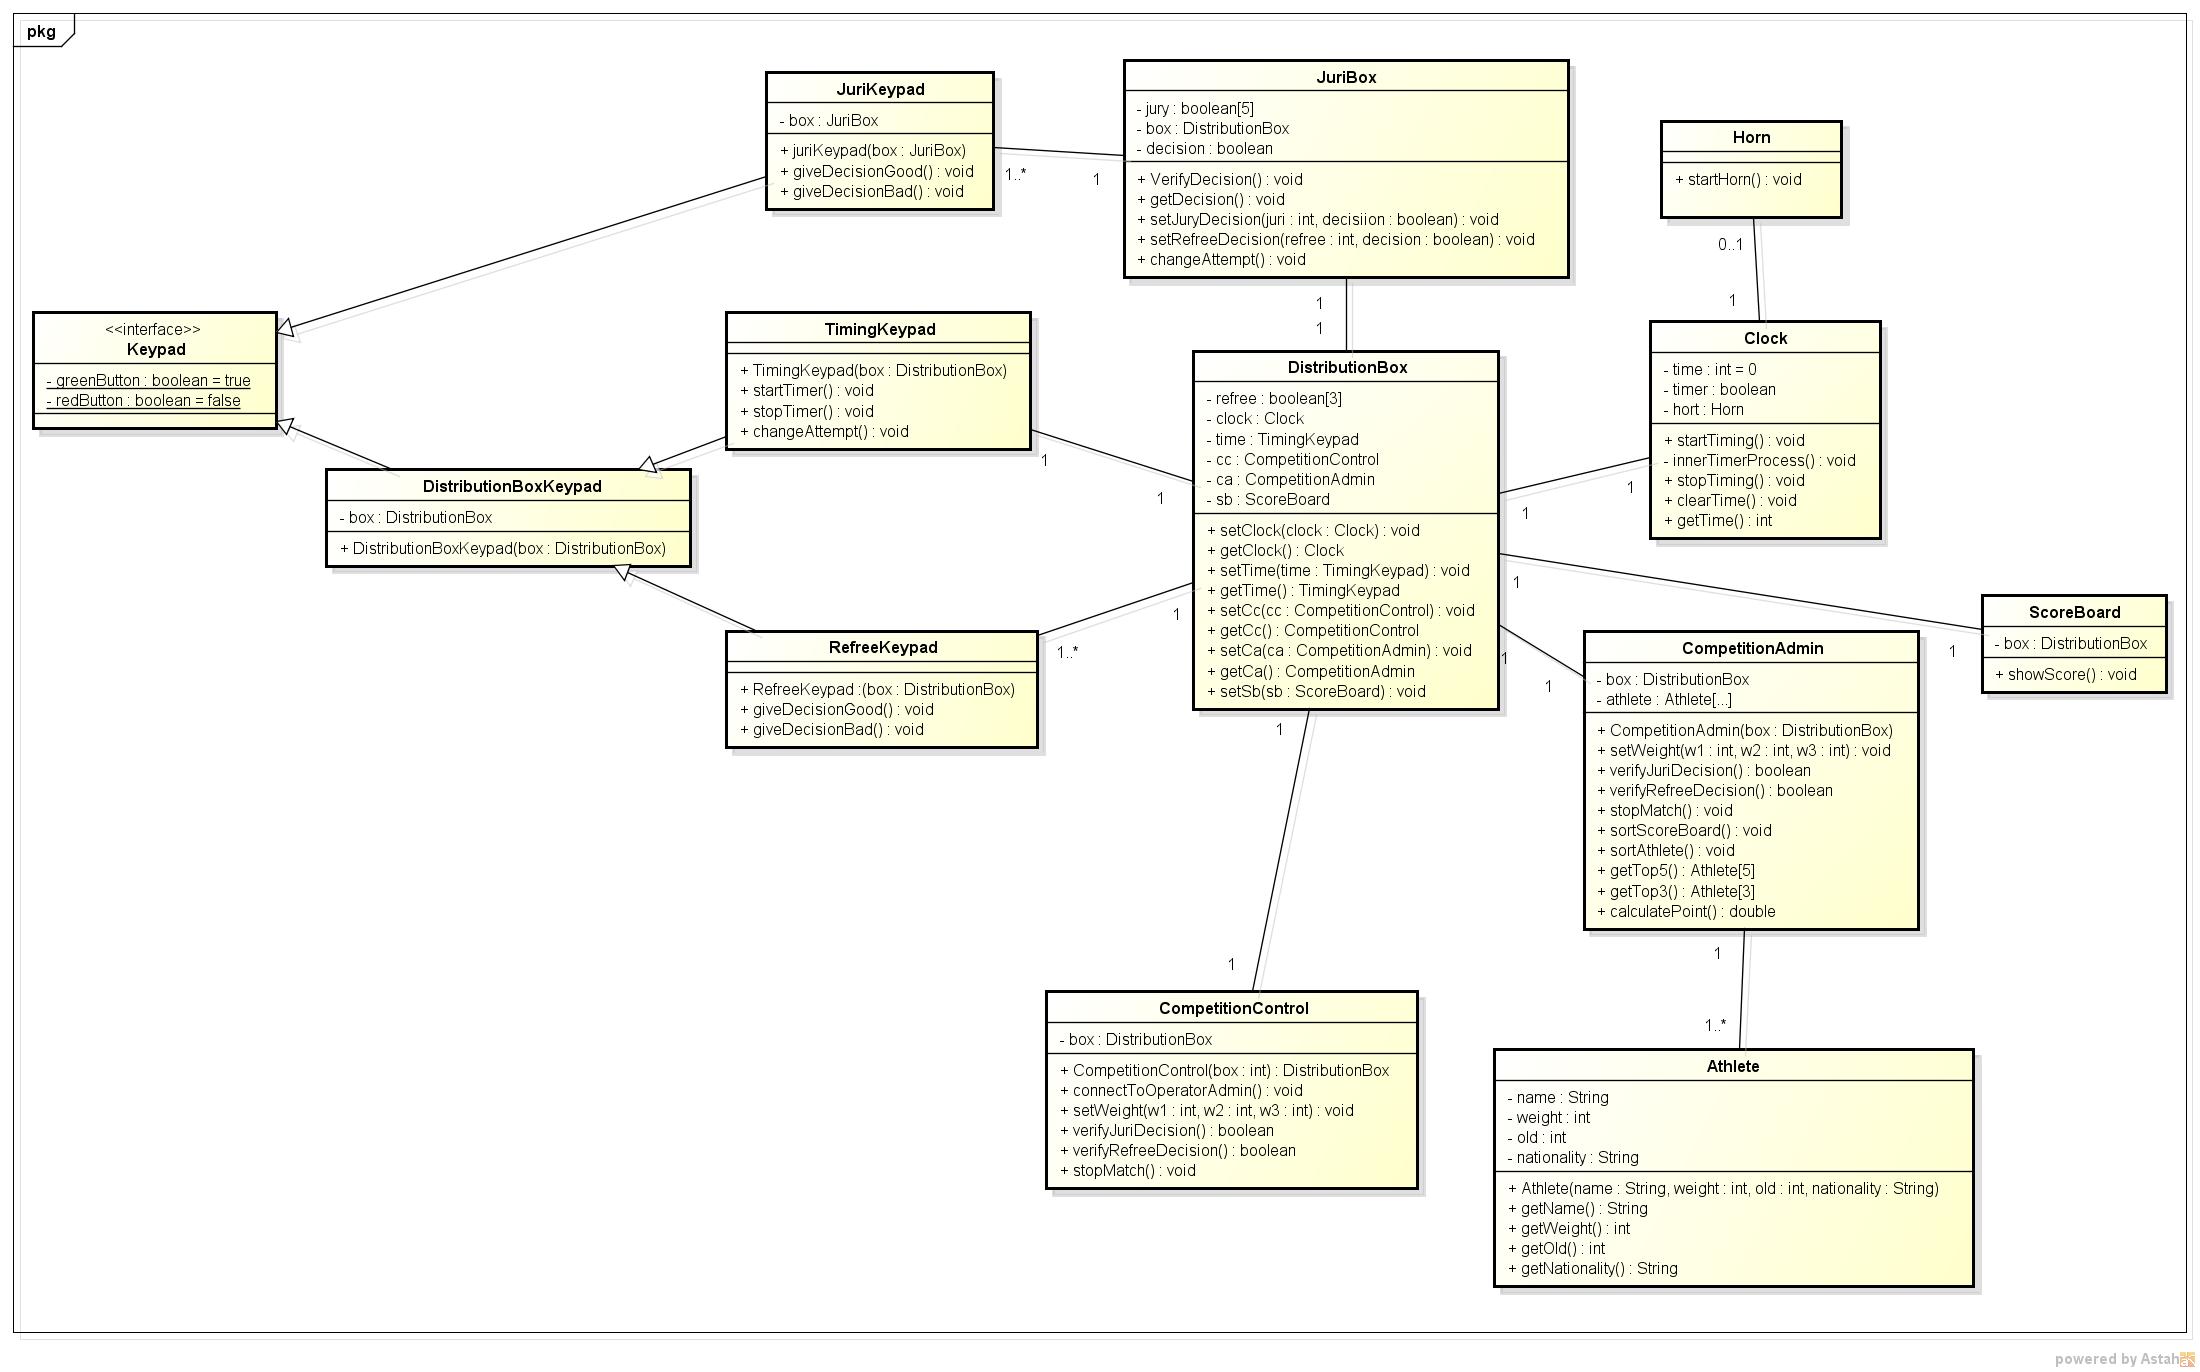 pkg
JuriKeypad
- box : JuriBox
+ juriKeypad(box : JuriBox)
+ giveDecisionGood() : void
+ giveDecisionBad() : void
1..*
1
JuriBox
- jury : boolean[5]
- box : DistributionBox
- decision : boolean
+ VerifyDecision() : void
+ getDecision() : void
+ setJuryDecision(juri : int, decisiion : boolean) : void
+ setRefreeDecision(refree : int, decision : boolean) : void
+ changeAttempt() : void
1
1
Horn
+ startHorn() : void
0..1
1
<<interface>>
Keypad
- greenButton : boolean = true
- redButton : boolean = false
TimingKeypad
+ TimingKeypad(box : DistributionBox)
+ startTimer() : void
+ stopTimer() : void
+ changeAttempt() : void
1
1
DistributionBoxKeypad
- box : DistributionBox
+ DistributionBoxKeypad(box : DistributionBox)
RefreeKeypad
+ RefreeKeypad :(box : DistributionBox)
+ giveDecisionGood() : void
+ giveDecisionBad() : void
1..*
1
DistributionBox
- refree : boolean[3]
- clock : Clock
- time : TimingKeypad
- cc : CompetitionControl
- ca : CompetitionAdmin
- sb : ScoreBoard
+ setClock(clock : Clock) : void
+ getClock() : Clock
+ setTime(time : TimingKeypad) : void
+ getTime() : TimingKeypad
+ setCc(cc : CompetitionControl) : void
+ getCc() : CompetitionControl
+ setCa(ca : CompetitionAdmin) : void
+ getCa() : CompetitionAdmin
+ setSb(sb : ScoreBoard) : void
Clock
- time : int = 0
- timer : boolean
- hort : Horn
+ startTiming() : void
- innerTimerProcess() : void
+ stopTiming() : void
+ clearTime() : void
+ getTime() : int
1
1
1
1
ScoreBoard
- box : DistributionBox
+ showScore() : void
1
1
CompetitionAdmin
- box : DistributionBox
- athlete : Athlete[...]
+ CompetitionAdmin(box : DistributionBox)
+ setWeight(w1 : int, w2 : int, w3 : int) : void
+ verifyJuriDecision() : boolean
+ verifyRefreeDecision() : boolean
+ stopMatch() : void
+ sortScoreBoard() : void
+ sortAthlete() : void
+ getTop5() : Athlete[5]
+ getTop3() : Athlete[3]
+ calculatePoint() : double
1
1..*
1
1
CompetitionControl
- box : DistributionBox
+ CompetitionControl(box : int) : DistributionBox
+ connectToOperatorAdmin() : void
+ setWeight(w1 : int, w2 : int, w3 : int) : void
+ verifyJuriDecision() : boolean
+ verifyRefreeDecision() : boolean
+ stopMatch() : void
Athlete
- name : String
- weight : int
- old : int
- nationality : String
+ Athlete(name : String, weight : int, old : int, nationality : String)
+ getName() : String
+ getWeight() : int
+ getOld() : int
+ getNationality() : String
powered by Astah